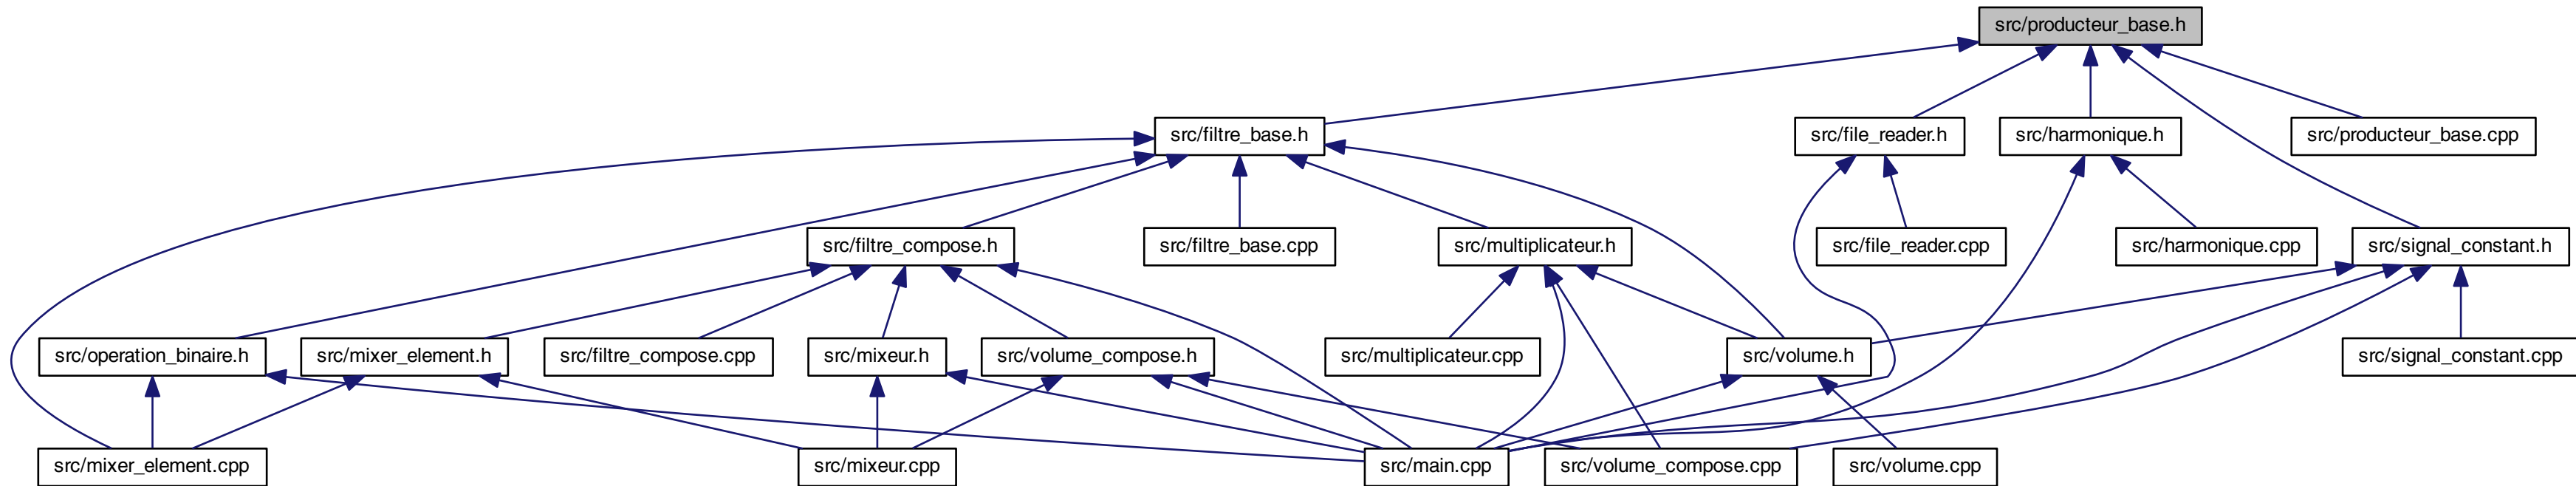 src/producteur_base.h
src/filtre_base.h
src/file_reader.h
src/harmonique.h
src/producteur_base.cpp
src/filtre_compose.h
src/filtre_base.cpp
src/multiplicateur.h
src/file_reader.cpp
src/harmonique.cpp
src/signal_constant.h
src/operation_binaire.h
src/mixer_element.h
src/filtre_compose.cpp
src/mixeur.h
src/volume_compose.h
src/multiplicateur.cpp
src/volume.h
src/signal_constant.cpp
src/mixer_element.cpp
src/mixeur.cpp
src/main.cpp
src/volume_compose.cpp
src/volume.cpp